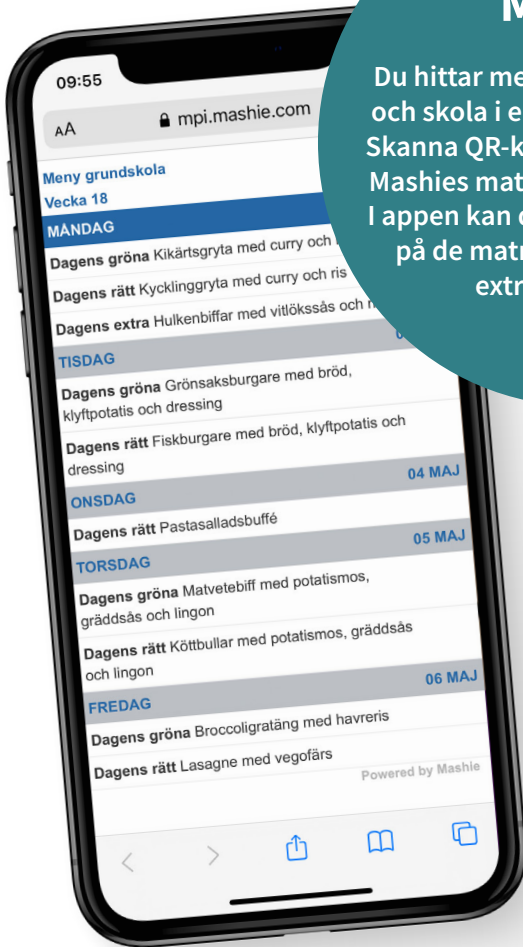 09:55
AA mpi.mashie.com
Meny grundskola
Vecka 18
MÅNDAG
Dagens gröna Kikärtsgryta med curry och
Dagens rätt Kycklinggryta med curry och ris
Dagens extra Hulkenbiffar med vitlökssås och
TISDAG
Dagens gröna Grönsaksburgare med bröd,
klyftpotatis och dressing
Dagens rätt Fiskburgare med bröd, klyftpotatis och
dressing
ONSDAG 04 MAJ
Dagens rätt Pastasalladsbuffé
TORSDAG 05 MAJ
Dagens gröna Matvetebiff med potatismos,
gräddsås och lingon
Dagens rätt Köttbullar med potatismos, gräddsås
och lingon
FREDAG 06 MAJ
Dagens gröna Broccoligratäng med havreris
Dagens rätt Lasagne med vegofärs
Powered by Mashie
Du hittar me
och skola i e
Skanna QR-k
Mashies mat
I appen kan
på de matr
extr